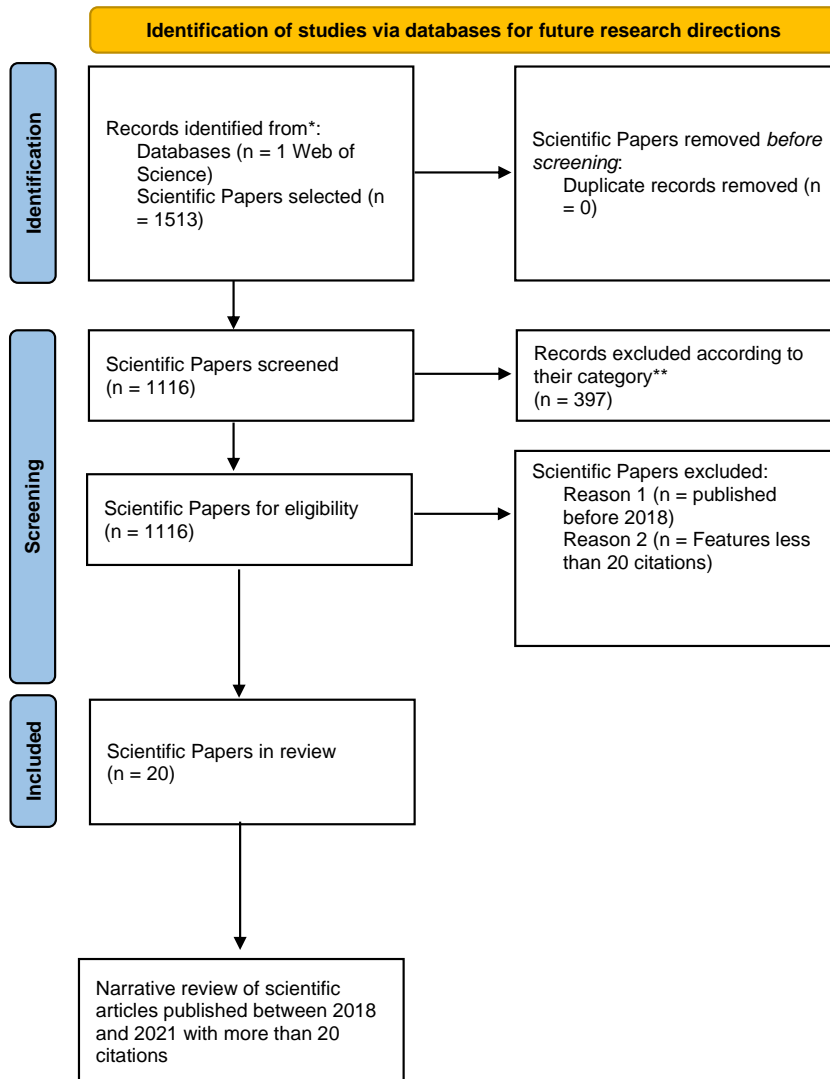 Identification of studies via databases for future research directions
Identification
Records identified from*:
Databases (n = 1 Web of
Science)
Scientific Papers selected (n
= 1513)
Scientific Papers removed before
screening:
Duplicate records removed (n
= 0)
Screening
Scientific Papers screened
(n = 1116)
Records excluded according to
their category**
(n = 397)
Scientific Papers for eligibility
(n = 1116)
Scientific Papers excluded:
Reason 1 (n = published
before 2018)
Reason 2 (n = Features less
than 20 citations)
Included
Scientific Papers in review
(n = 20)
Narrative review of scientific
articles published between 2018
and 2021 with more than 20
citations